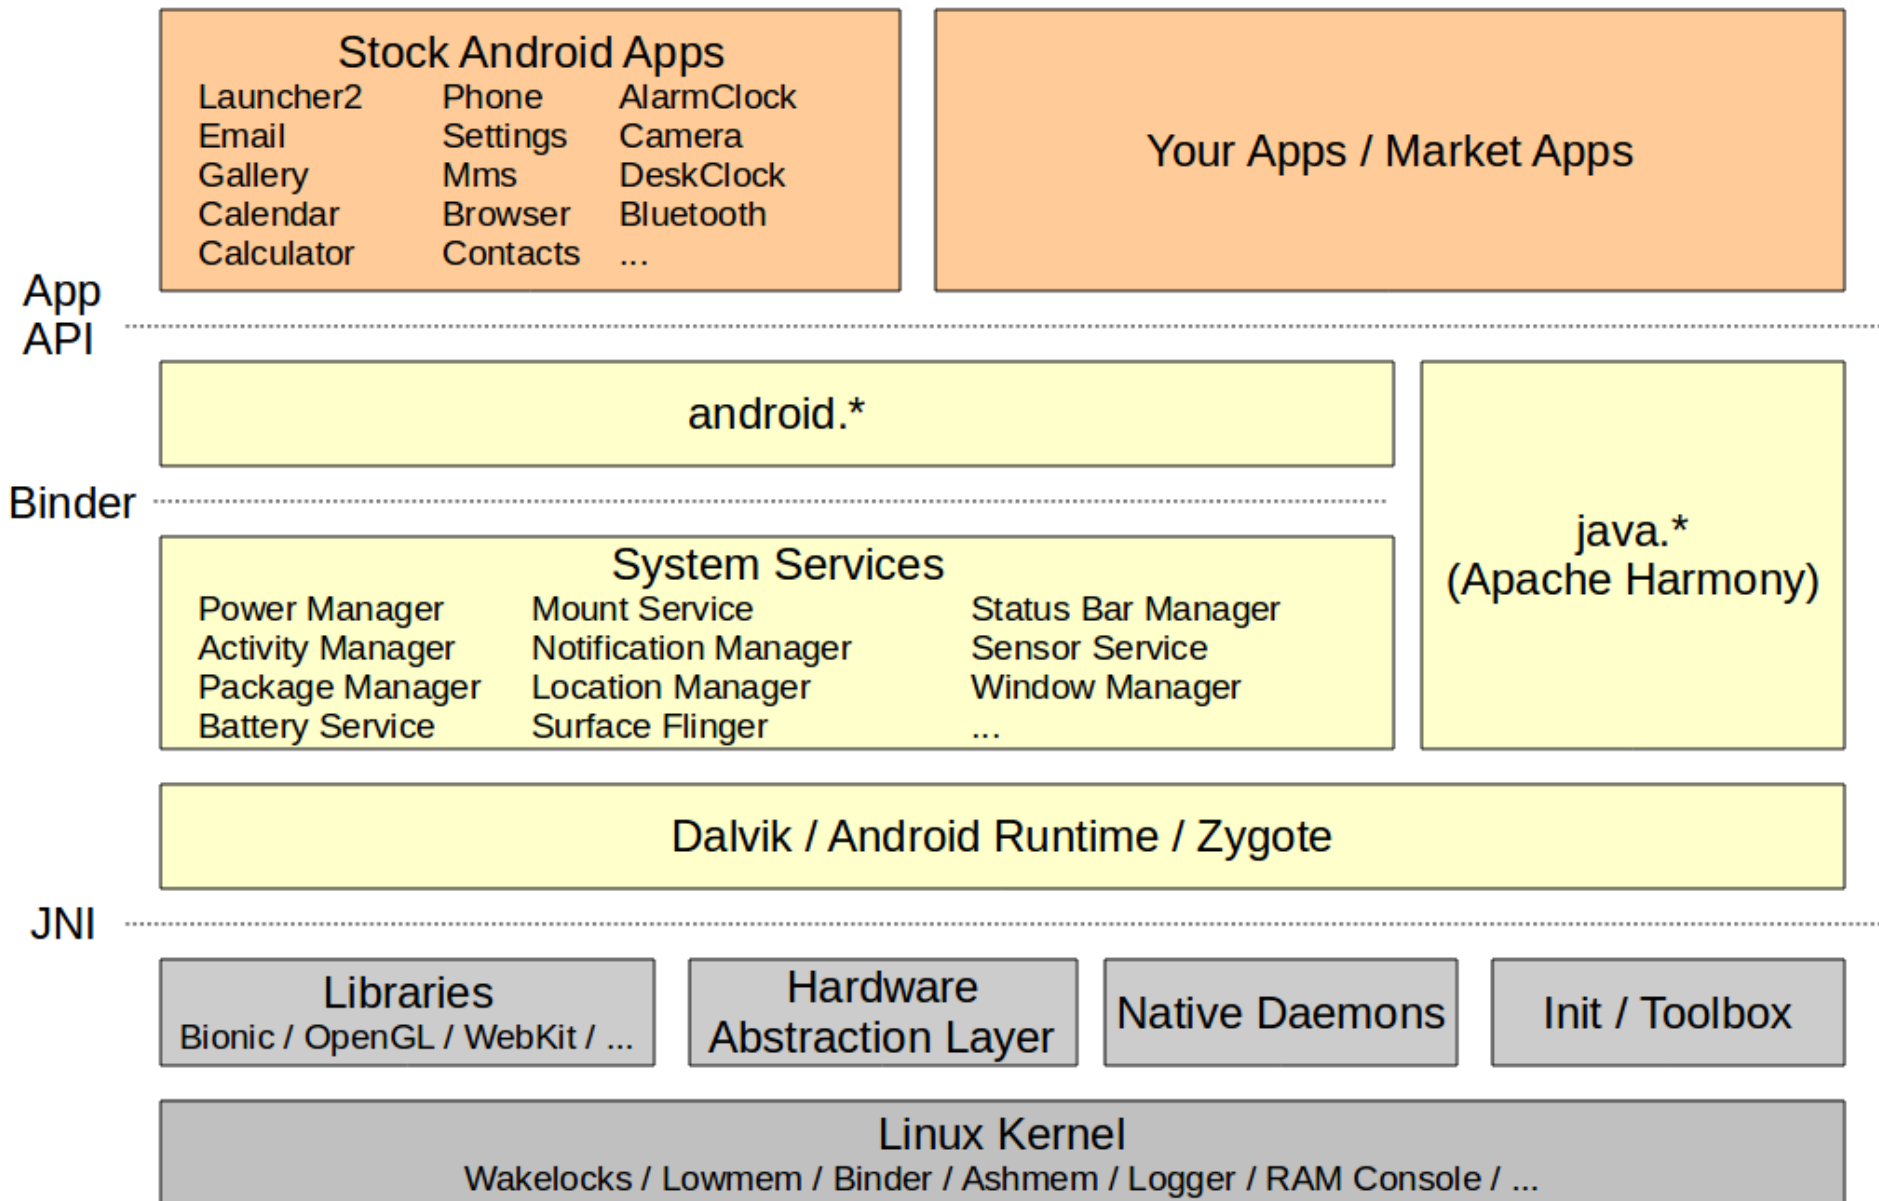 Stock Android Apps
Launcher2 Phone AlarmClock
Email Settings Camera
Gallery Mms DeskClock
Calendar Browser Bluetooth
Calculator Contacts ...
Your Apps / Market Apps
App
API
android.*
Binder
java.*
(Apache Harmony)
System Services
Power Manager Mount Service Status Bar Manager
Activity Manager Notification Manager Sensor Service
Package Manager Location Manager Window Manager
Battery Service Surface Flinger ...
Dalvik / Android Runtime / Zygote
JNI
Libraries
Bionic / OpenGL / WebKit / ...
Hardware
Abstraction Layer
Native Daemons
Init / Toolbox
Linux Kernel
Wakelocks / Lowmem / Binder / Ashmem / Logger / RAM Console / ...